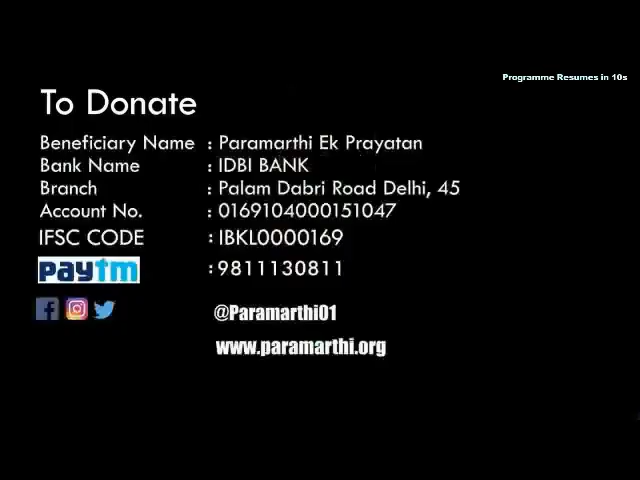 Programme Resumes in 10s
To Donate
Beneficiary Name : Paramarthi Ek Prayatan
Bank Name : IDBI BANK
Branch : Palam Dabri Road Delhi, 45
Account No. : 0169104000151047
IFSC CODE : IBKL0000169
paytm : 9811130811
@Paramarthi01
www.paramarthi.org